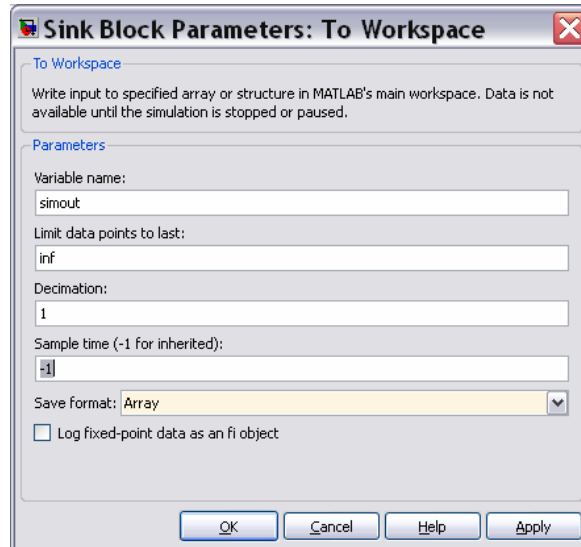 Sink Block Parameters: To Workspace
To Workspace
Write input to specified array or structure in MATLAB's main workspace. Data is not
available until the simulation is stopped or paused.
Parameters
Variable name:
simout
Limit data points to last:
inf
Decimation:
1
Sample time (-1 for inherited):
-1
Save format: Array
Log fixed-point data as an fi object
OK Cancel Help Apply